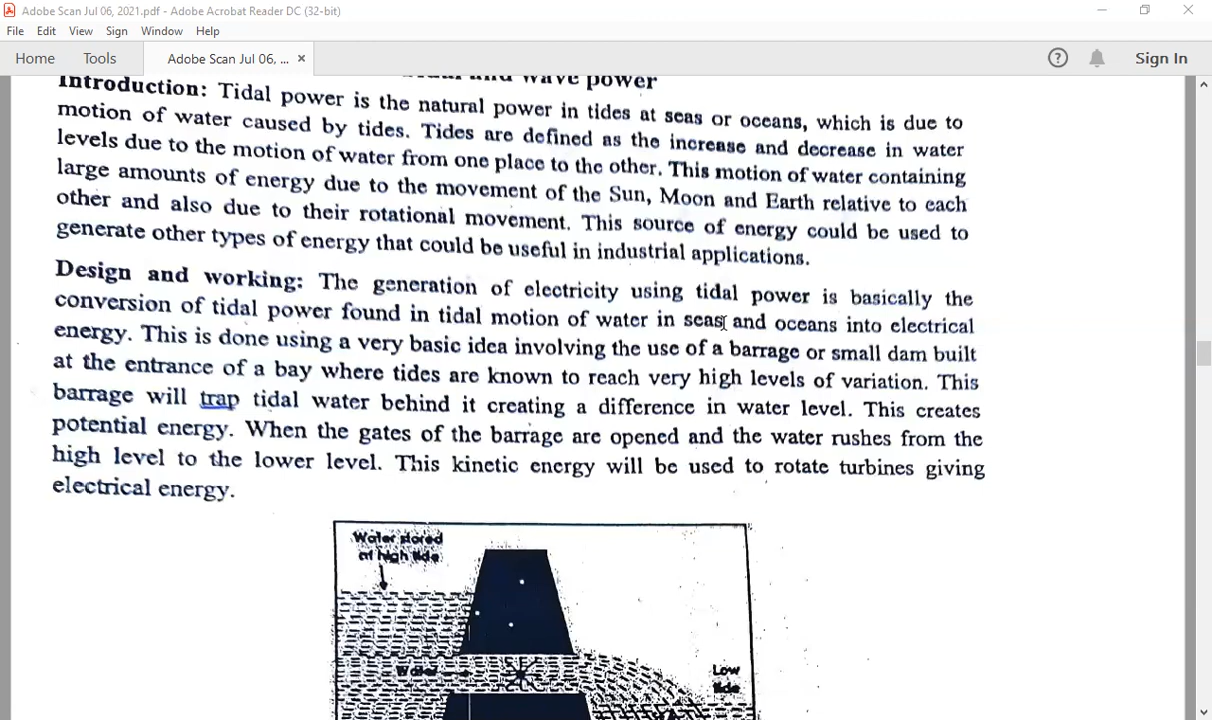 Adobe Scan Jul 06, 2021.pdf - Adobe Acrobat Reader DC (32-bit)
File Edit View Sign Window Help
Home Tools Adobe Scan Jul 06, ... × Sign In
and wave power
Introduction: Tidal power is the natural power in tides at seas or oceans, which is due to
motion of water caused by tides. Tides are defined as the increase and decrease in water
levels due to the motion of water from one place to the other. This motion of water containing
large amounts of energy due to the movement of the Sun, Moon and Earth relative to each
other and also due to their rotational movement. This source of energy could be used to
generate other types of energy that could be useful in industrial applications.
Design and working: The generation of electricity using tidal power is basically the
conversion of tidal power found in tidal motion of water in seas and oceans into electrical
energy. This is done using a very basic idea involving the use of a barrage or small dam built
at the entrance of a bay where tides are known to reach very high levels of variation. This
barrage will trap tidal water behind it creating a difference in water level. This creates
potential energy. When the gates of the barrage are opened and the water rushes from the
high level to the lower level. This kinetic energy will be used to rotate turbines giving
electrical energy.
Water stored
at high tide
Water
Low
tide